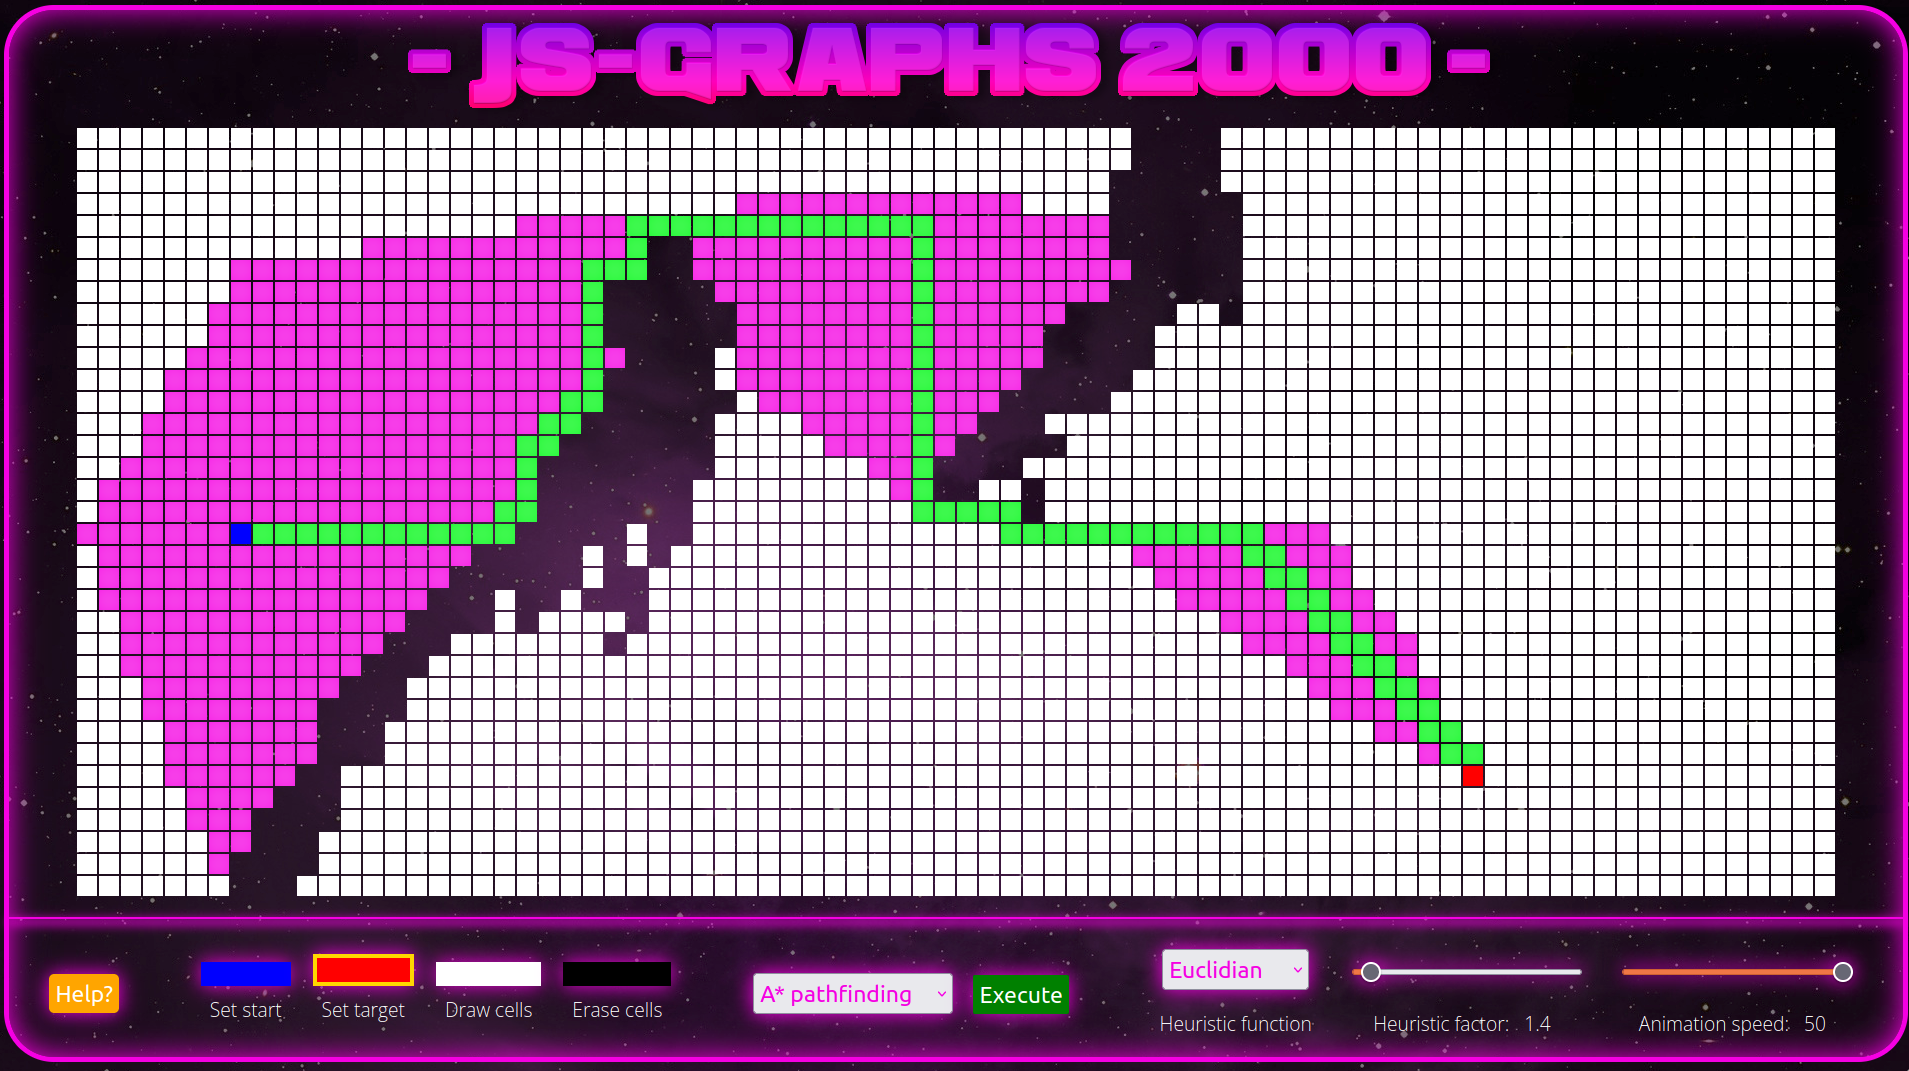 - JS-GRAPHS 2000 -
Help?
Set start
Set target
Draw cells
Erase cells
A* pathfinding
Execute
Euclidian
Heuristic function
Heuristic factor: 1.4
Animation speed: 50